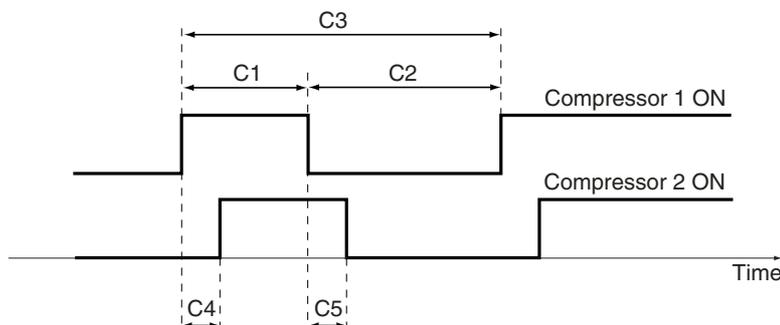 C3
C1
C2
Compressor 1 ON
Compressor 2 ON
Time
C4
C5